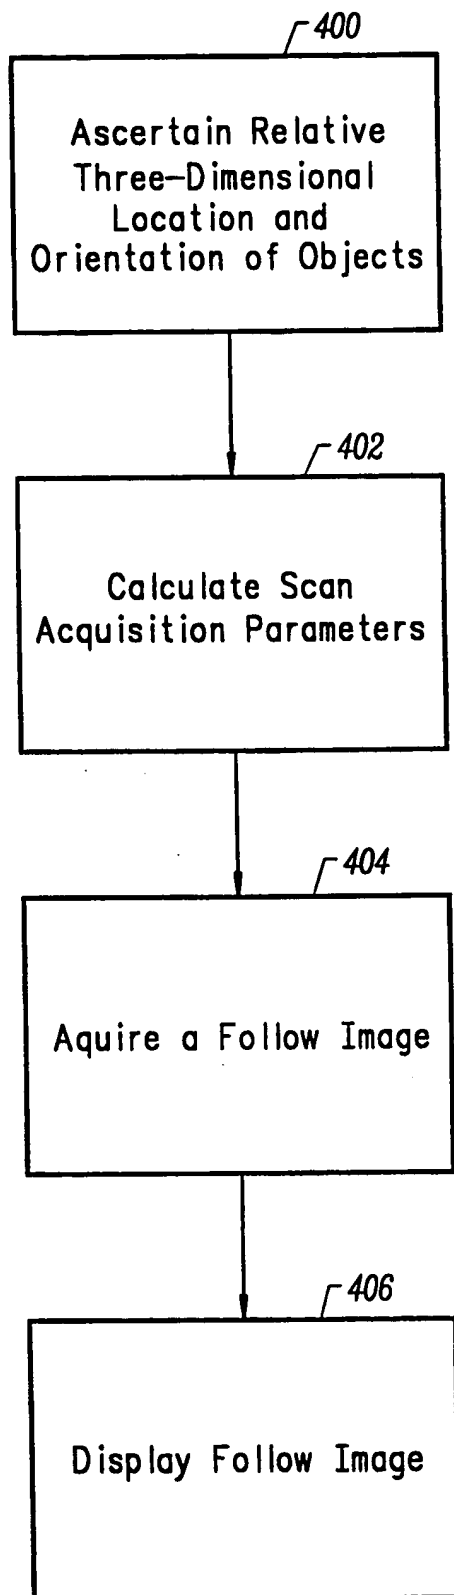 400
Ascertain Relative
Three-Dimensional
Location and
Orientation of Objects
402
Calculate Scan
Acquisition Parameters
404
Aquire a Follow Image
406
Display Follow Image